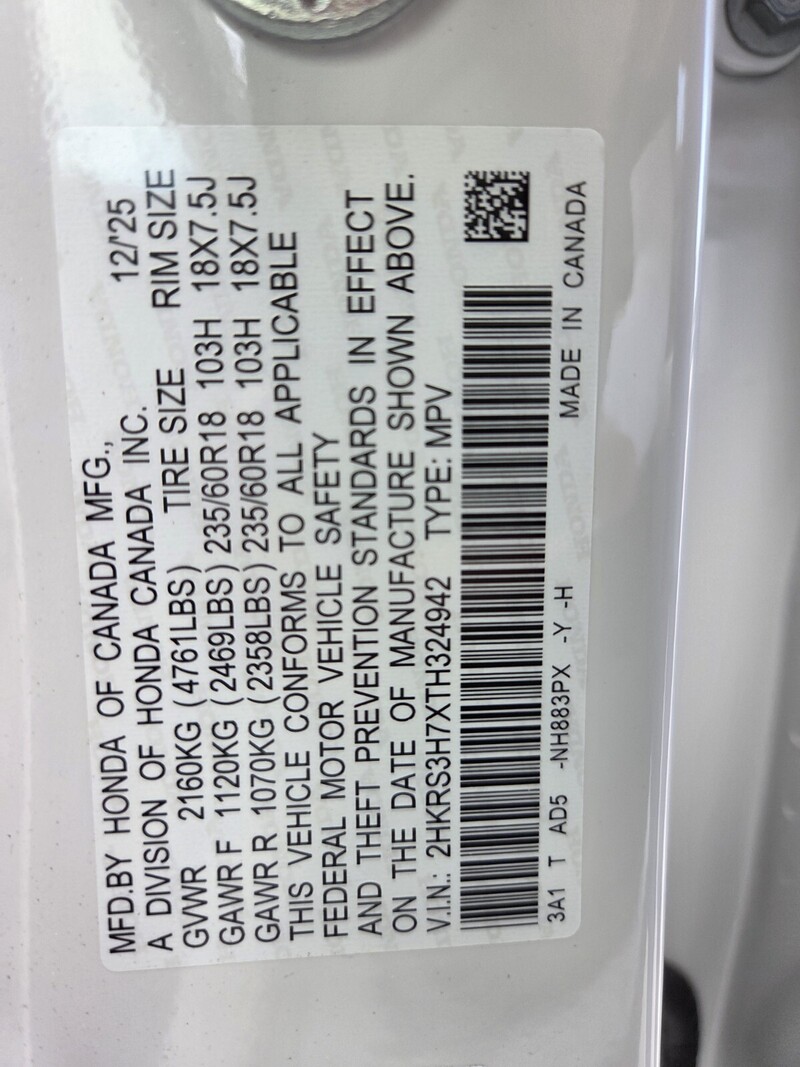 MFD.BY HONDA OF CANADA MFG.,
A DIVISION OF HONDA CANADA INC. 12/'25
GVWR 2160KG (4761LBS) TIRE SIZE RIM SIZE
GAWR F 1120KG (2469LBS) 235/60R18 103H 18X7.5J
GAWR R 1070KG (2358LBS) 235/60R18 103H 18X7.5J
THIS VEHICLE CONFORMS TO ALL APPLICABLE
FEDERAL MOTOR VEHICLE SAFETY
AND THEFT PREVENTION STANDARDS IN EFFECT
ON THE DATE OF MANUFACTURE SHOWN ABOVE.
V.I.N.: 2HKRS3H7XTH324942 TYPE: MPV
3A1 T AD5 -NH883PX -Y -H MADE IN CANADA